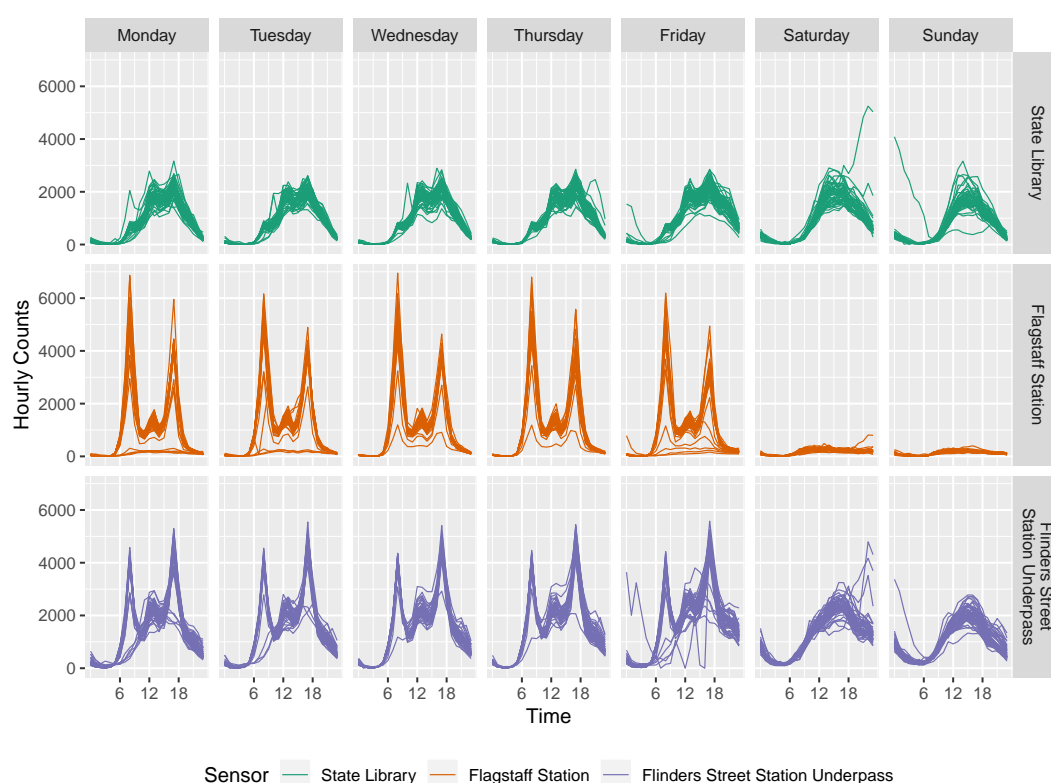 Monday Tuesday Wednesday Thursday Friday Saturday Sunday
6000
4000
2000
0
State Library
6000
4000
2000
0
Flagstaff Station
6000
4000
2000
0
Flinders Street
Station Underpass
Hourly Counts
6 12 18 6 12 18 6 12 18 6 12 18 6 12 18 6 12 18 6 12 18
Time
Sensor State Library Flagstaff Station Flinders Street Station Underpass